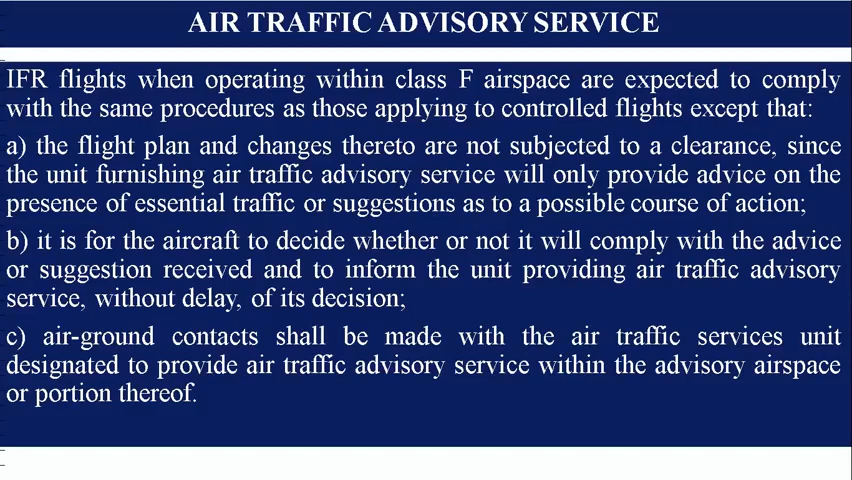 AIR TRAFFIC ADVISORY SERVICE
IFR flights when operating within class F airspace are expected to comply
with the same procedures as those applying to controlled flights except that:
a) the flight plan and changes thereto are not subjected to a clearance, since
the unit furnishing air traffic advisory service will only provide advice on the
presence of essential traffic or suggestions as to a possible course of action;
b) it is for the aircraft to decide whether or not it will comply with the advice
or suggestion received and to inform the unit providing air traffic advisory
service, without delay, of its decision;
c) air-ground contacts shall be made with the air traffic services unit
designated to provide air traffic advisory service within the advisory airspace
or portion thereof.